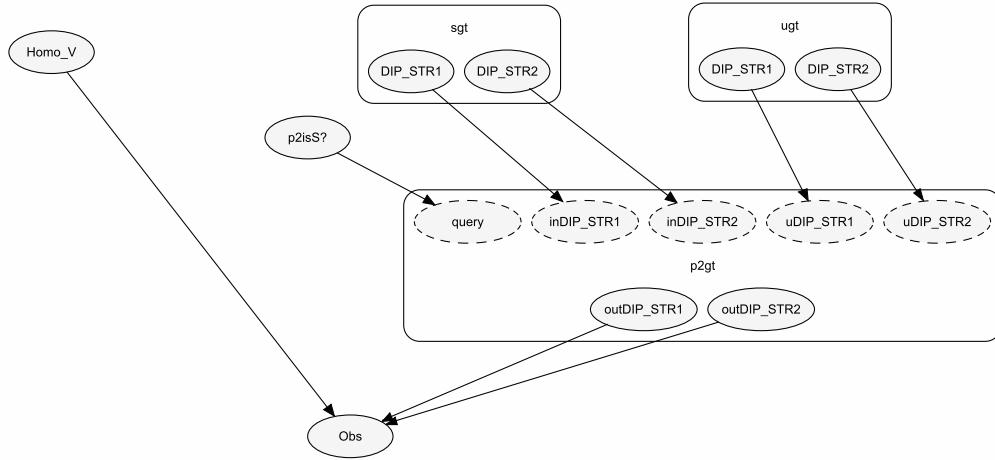 sgt
ugt
Homo_V
DIP_STR1
DIP_STR2
DIP_STR1
DIP_STR2
p2isS?
query
inDIP_STR1
inDIP_STR2
uDIP_STR1
uDIP_STR2
p2gt
outDIP_STR1
outDIP_STR2
Obs